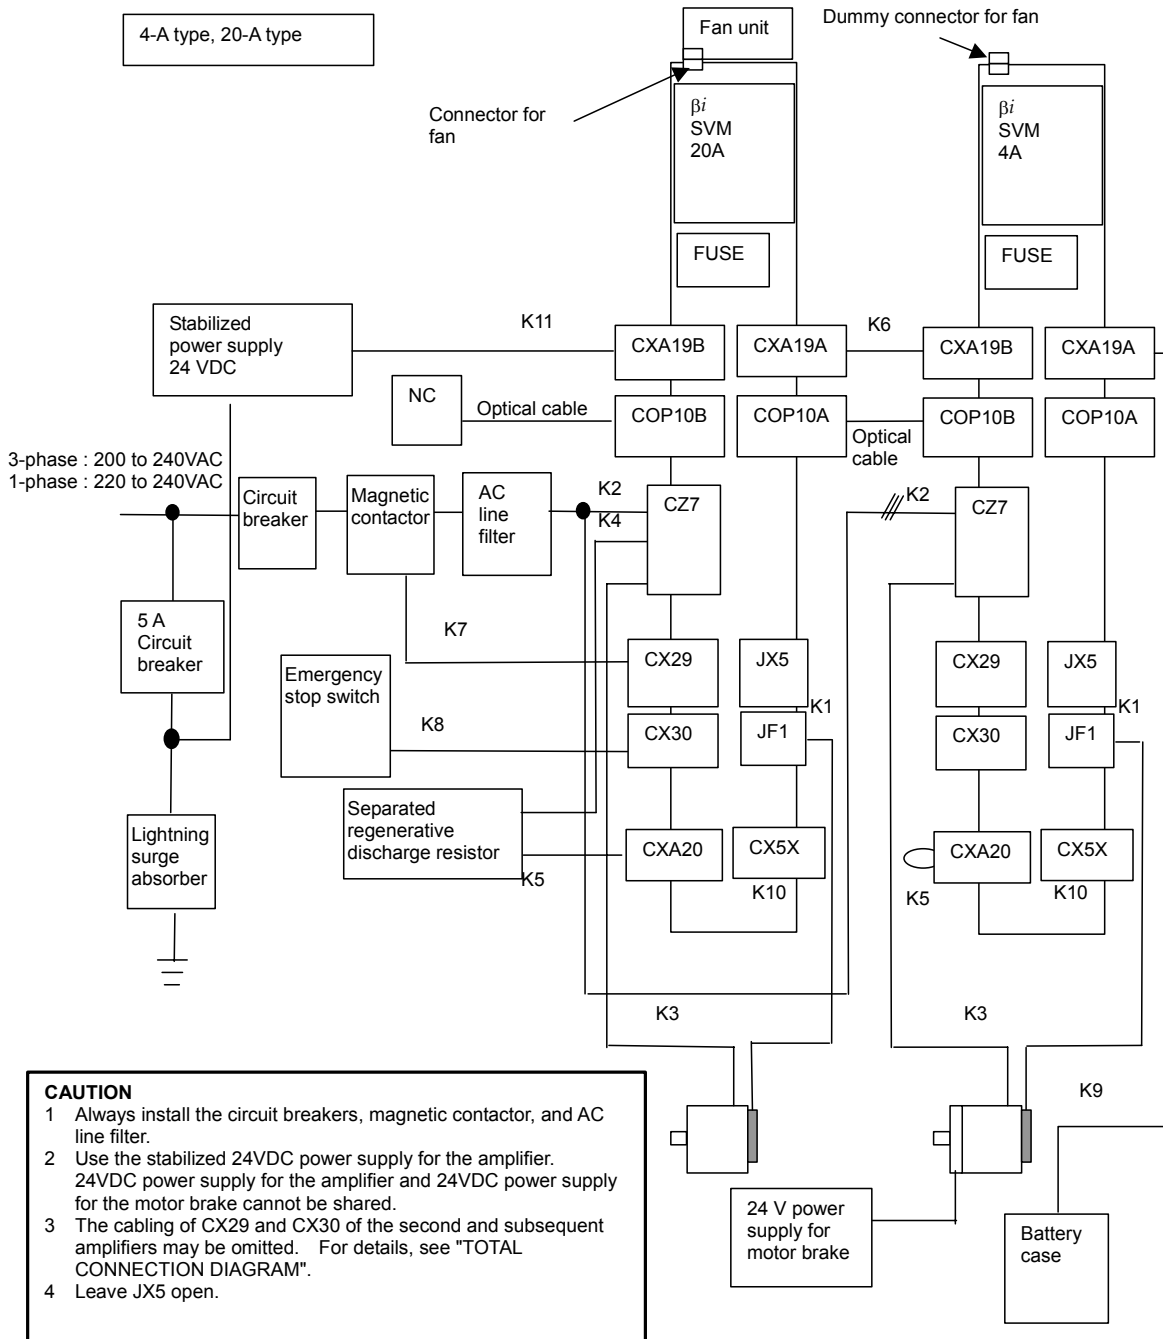 4-A type, 20-A type
Fan unit
Dummy connector for fan
Connector for
fan
βi
SVM
20A
βi
SVM
4A
FUSE
FUSE
Stabilized
power supply
24 VDC
K11
CXA19B
CXA19A
K6
CXA19B
CXA19A
NC
Optical cable
COP10B
COP10A
Optical
cable
COP10B
COP10A
3-phase : 200 to 240VAC
1-phase : 220 to 240VAC
Circuit
breaker
Magnetic
contactor
AC
line
filter
K2
K4
CZ7
K2
CZ7
5 A
Circuit
breaker
K7
Emergency
stop switch
CX29
JX5
CX29
JX5
K8
CX30
K1
JF1
CX30
K1
JF1
Lightning
surge
absorber
Separated
regenerative
discharge resistor
K5
CXA20
CX5X
K10
K5
CXA20
CX5X
K10
K3
K3
K9
CAUTION
1 Always install the circuit breakers, magnetic contactor, and AC
line filter.
2 Use the stabilized 24VDC power supply for the amplifier.
24VDC power supply for the amplifier and 24VDC power supply
for the motor brake cannot be shared.
3 The cabling of CX29 and CX30 of the second and subsequent
amplifiers may be omitted. For details, see "TOTAL
CONNECTION DIAGRAM".
4 Leave JX5 open.
24 V power
supply for
motor brake
Battery
case